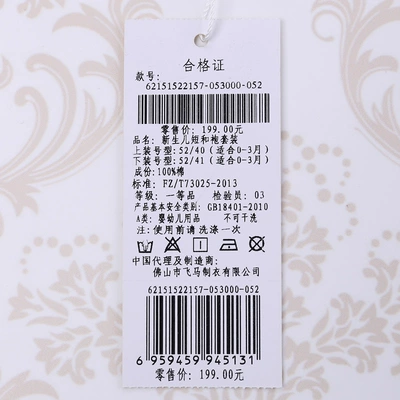 合格证
款号:
62151522157-053000-052
零售价: 199.00元
品名: 新生儿短和袍套装
上装号型:52/40 (适合0-3月)
下装号型:52/41 (适合0-3月)
成份:100%棉
标准: FZ/T73025-2013
等级: 一等品 检验员: 03
产品基本安全类别: GB18401-2010
A类: 婴幼儿用品 不可干洗
注: 使用前请洗涤一次
中国代理及制造商:
佛山市飞马制衣有限公司
62151522157-053000-052
6 959459 945131
零售价: 199.00元